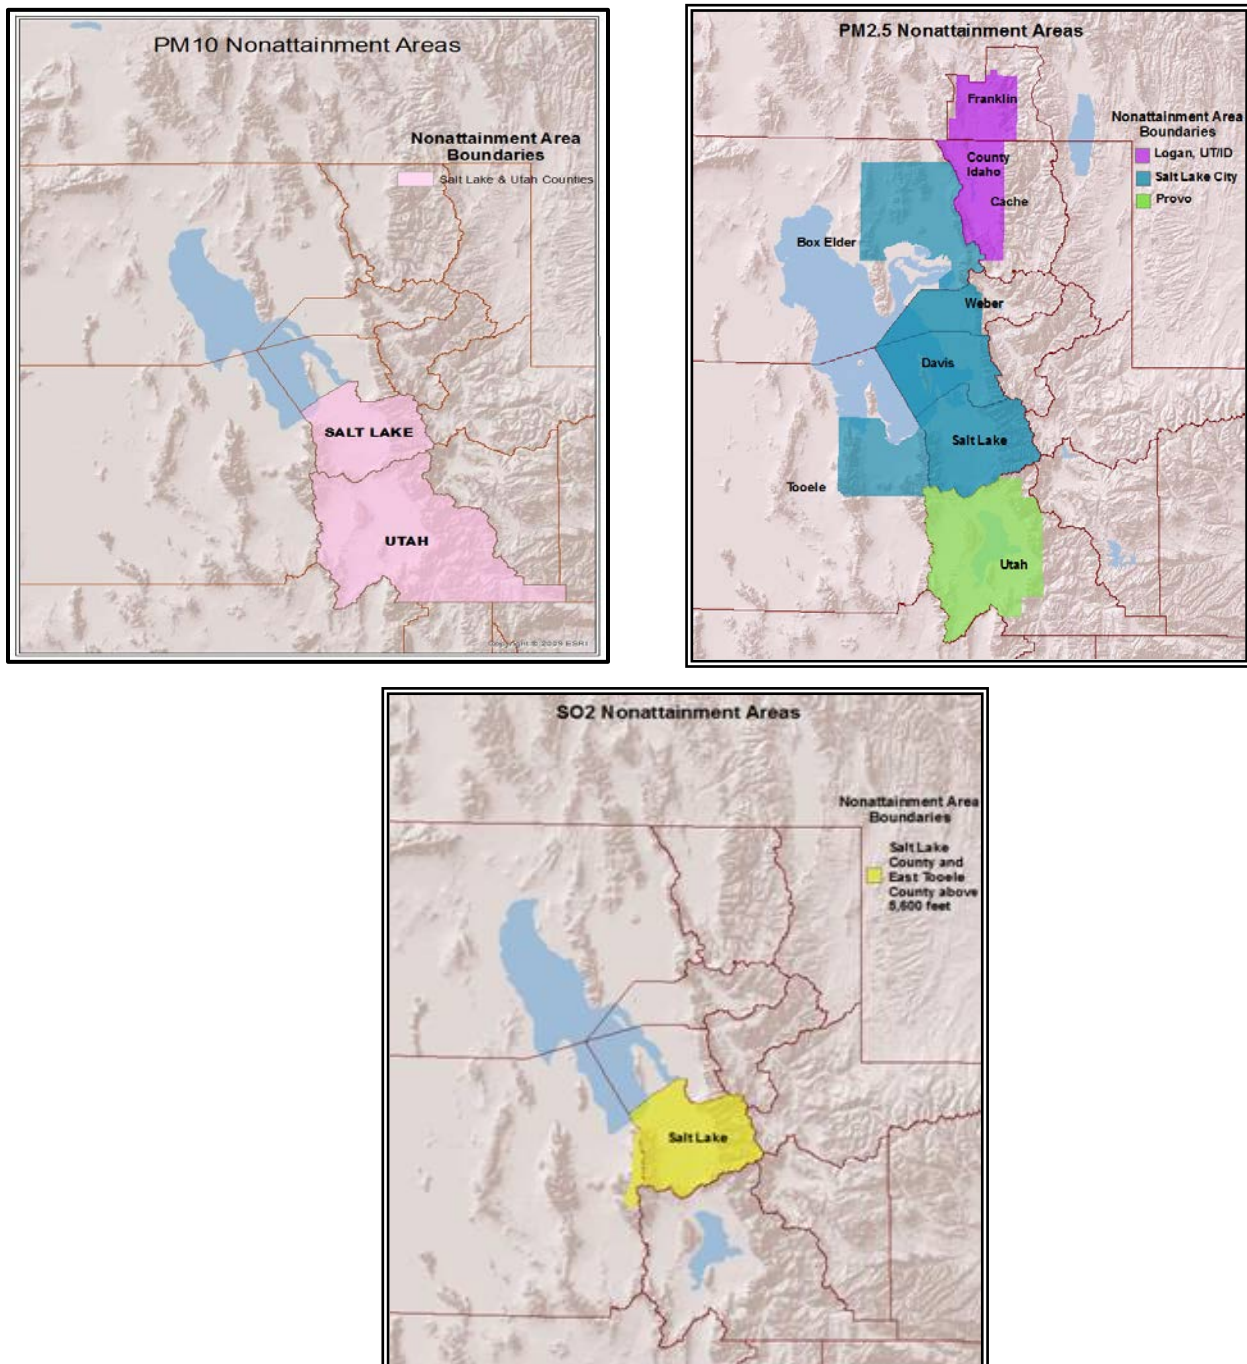 PM10 Nonattainment Areas
Nonattainment Area
Boundaries
Salt Lake & Utah Counties
SALT LAKE
UTAH
Copyright © 2009 ESRI
PM2.5 Nonattainment Areas
Franklin
Nonattainment Area
Boundaries
Logan, UT/ID
Salt Lake City
Provo
County
Idaho
Cache
Box Elder
Weber
Davis
Salt Lake
Tooele
Utah
SO2 Nonattainment Areas
Nonattainment Area
Boundaries
Salt Lake
County and
East Tooele
County above
5,600 feet
Salt Lake